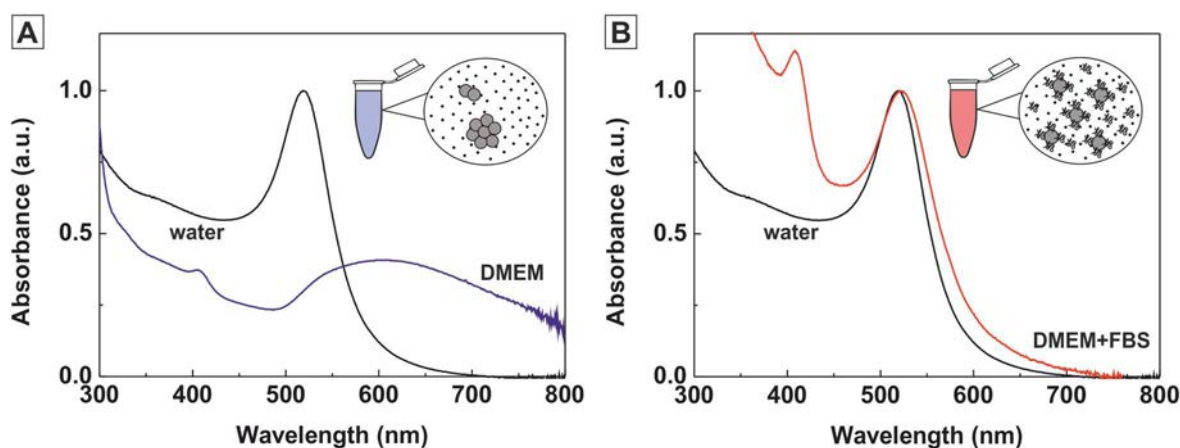 A
Absorbance (a.u.)
1.0
0.5
0.0
water
DMEM
300 400 500 600 700 800
Wavelength (nm)
B
Absorbance (a.u.)
1.0
0.5
0.0
water
DMEM+FBS
300 400 500 600 700 800
Wavelength (nm)